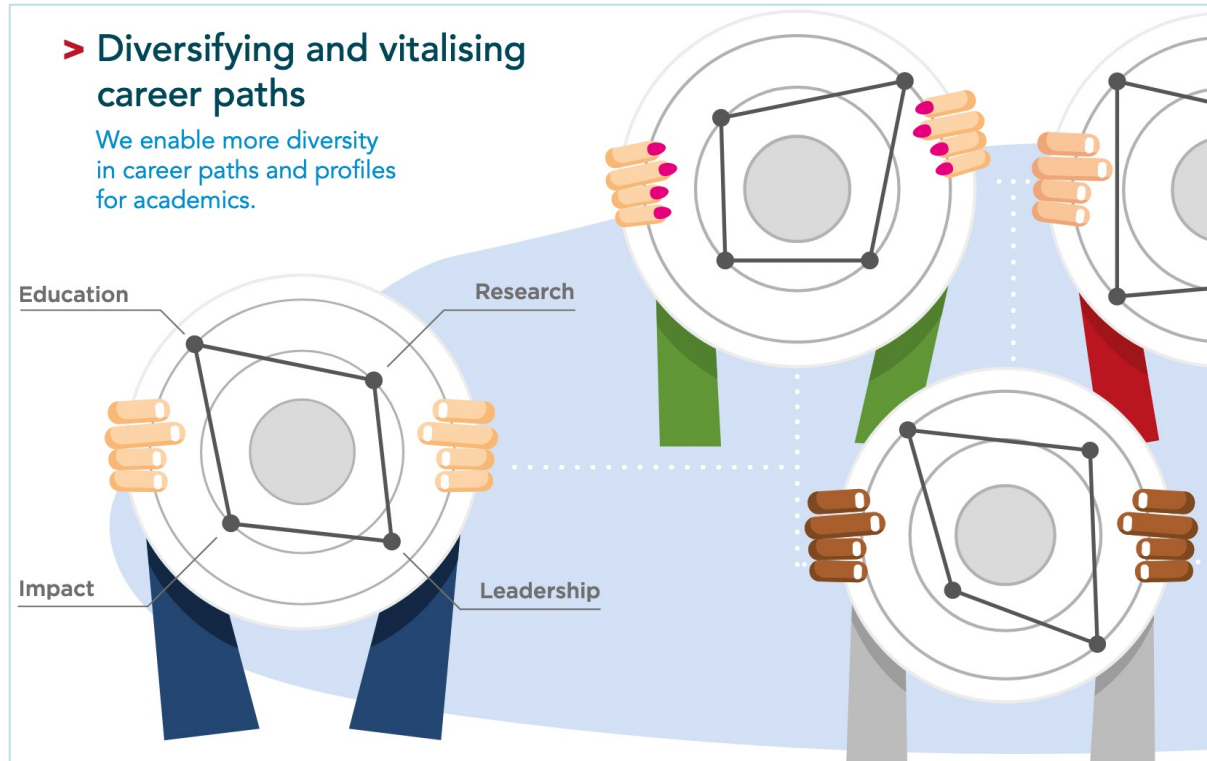 > Diversifying and vitalising
career paths
We enable more diversity
in career paths and profiles
for academics.
Education
Research
Impact
Leadership